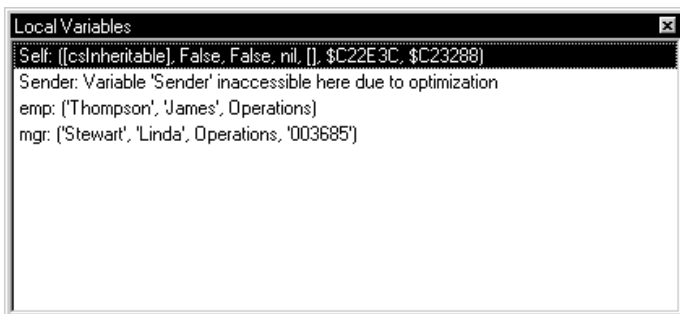 Local Variables
Self: ([csInheritable], False, False, nil, [], $C22E3C, $C23288)
Sender: Variable 'Sender' inaccessible here due to optimization
emp: ('Thompson', 'James', Operations)
mgr: ('Stewart', 'Linda', Operations, '003685')